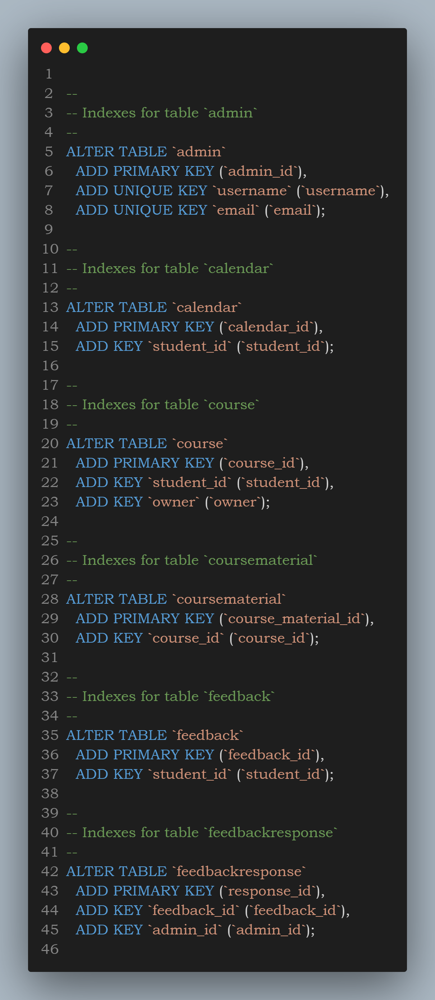 1
2 --
3 -- Indexes for table `admin`
4 --
5 ALTER TABLE `admin`
6   ADD PRIMARY KEY (`admin_id`),
7   ADD UNIQUE KEY `username` (`username`),
8   ADD UNIQUE KEY `email` (`email`);
9
10 --
11 -- Indexes for table `calendar`
12 --
13 ALTER TABLE `calendar`
14   ADD PRIMARY KEY (`calendar_id`),
15   ADD KEY `student_id` (`student_id`);
16
17 --
18 -- Indexes for table `course`
19 --
20 ALTER TABLE `course`
21   ADD PRIMARY KEY (`course_id`),
22   ADD KEY `student_id` (`student_id`),
23   ADD KEY `owner` (`owner`);
24
25 --
26 -- Indexes for table `coursematerial`
27 --
28 ALTER TABLE `coursematerial`
29   ADD PRIMARY KEY (`course_material_id`),
30   ADD KEY `course_id` (`course_id`);
31
32 --
33 -- Indexes for table `feedback`
34 --
35 ALTER TABLE `feedback`
36   ADD PRIMARY KEY (`feedback_id`),
37   ADD KEY `student_id` (`student_id`);
38
39 --
40 -- Indexes for table `feedbackresponse`
41 --
42 ALTER TABLE `feedbackresponse`
43   ADD PRIMARY KEY (`response_id`),
44   ADD KEY `feedback_id` (`feedback_id`),
45   ADD KEY `admin_id` (`admin_id`);
46